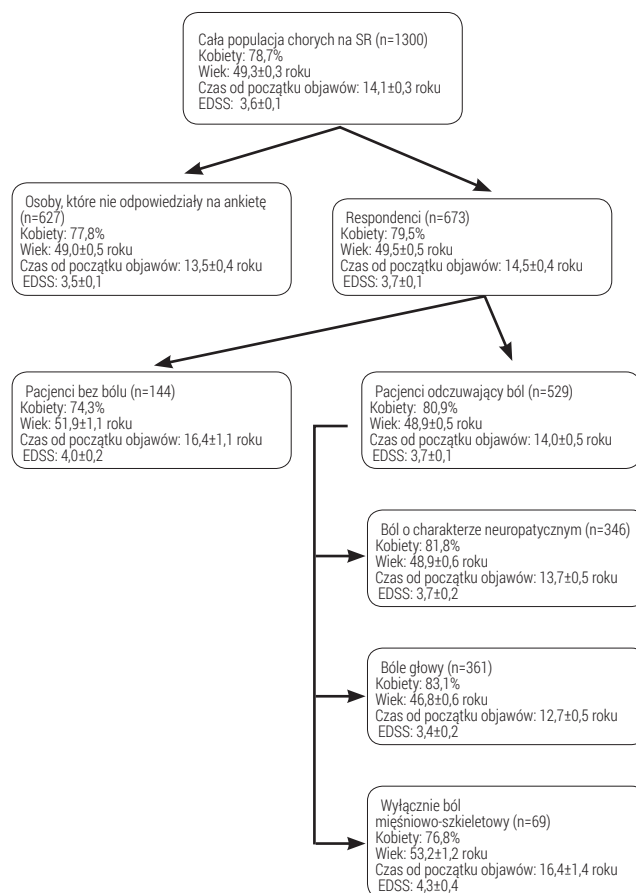 Cała populacja chorych na SR (n=1300)
Kobiety: 78,7%
Wiek: 49,3±0,3 roku
Czas od początku objawów: 14,1±0,3 roku
EDSS: 3,6±0,1
Osoby, które nie odpowiedziały na ankietę
(n=627)
Kobiety: 77,8%
Wiek: 49,0±0,5 roku
Czas od początku objawów: 13,5±0,4 roku
EDSS: 3,5±0,1
Respondenci (n=673)
Kobiety: 79,5%
Wiek: 49,5±0,5 roku
Czas od początku objawów: 14,5±0,4 roku
EDSS: 3,7±0,1
Pacjenci bez bólu (n=144)
Kobiety: 74,3%
Wiek: 51,9±1,1 roku
Czas od początku objawów: 16,4±1,1 roku
EDSS: 4,0±0,2
Pacjenci odczuwający ból (n=529)
Kobiety: 80,9%
Wiek: 48,9±0,5 roku
Czas od początku objawów: 14,0±0,5 roku
EDSS: 3,7±0,1
Ból o charakterze neuropatycznym (n=346)
Kobiety: 81,8%
Wiek: 48,9±0,6 roku
Czas od początku objawów: 13,7±0,5 roku
EDSS: 3,7±0,2
Bóle głowy (n=361)
Kobiety: 83,1%
Wiek: 46,8±0,6 roku
Czas od początku objawów: 12,7±0,5 roku
EDSS: 3,4±0,2
Wyłącznie ból
mięśniowo-szkieletowy (n=69)
Kobiety: 76,8%
Wiek: 53,2±1,2 roku
Czas od początku objawów: 16,4±1,4 roku
EDSS: 4,3±0,4